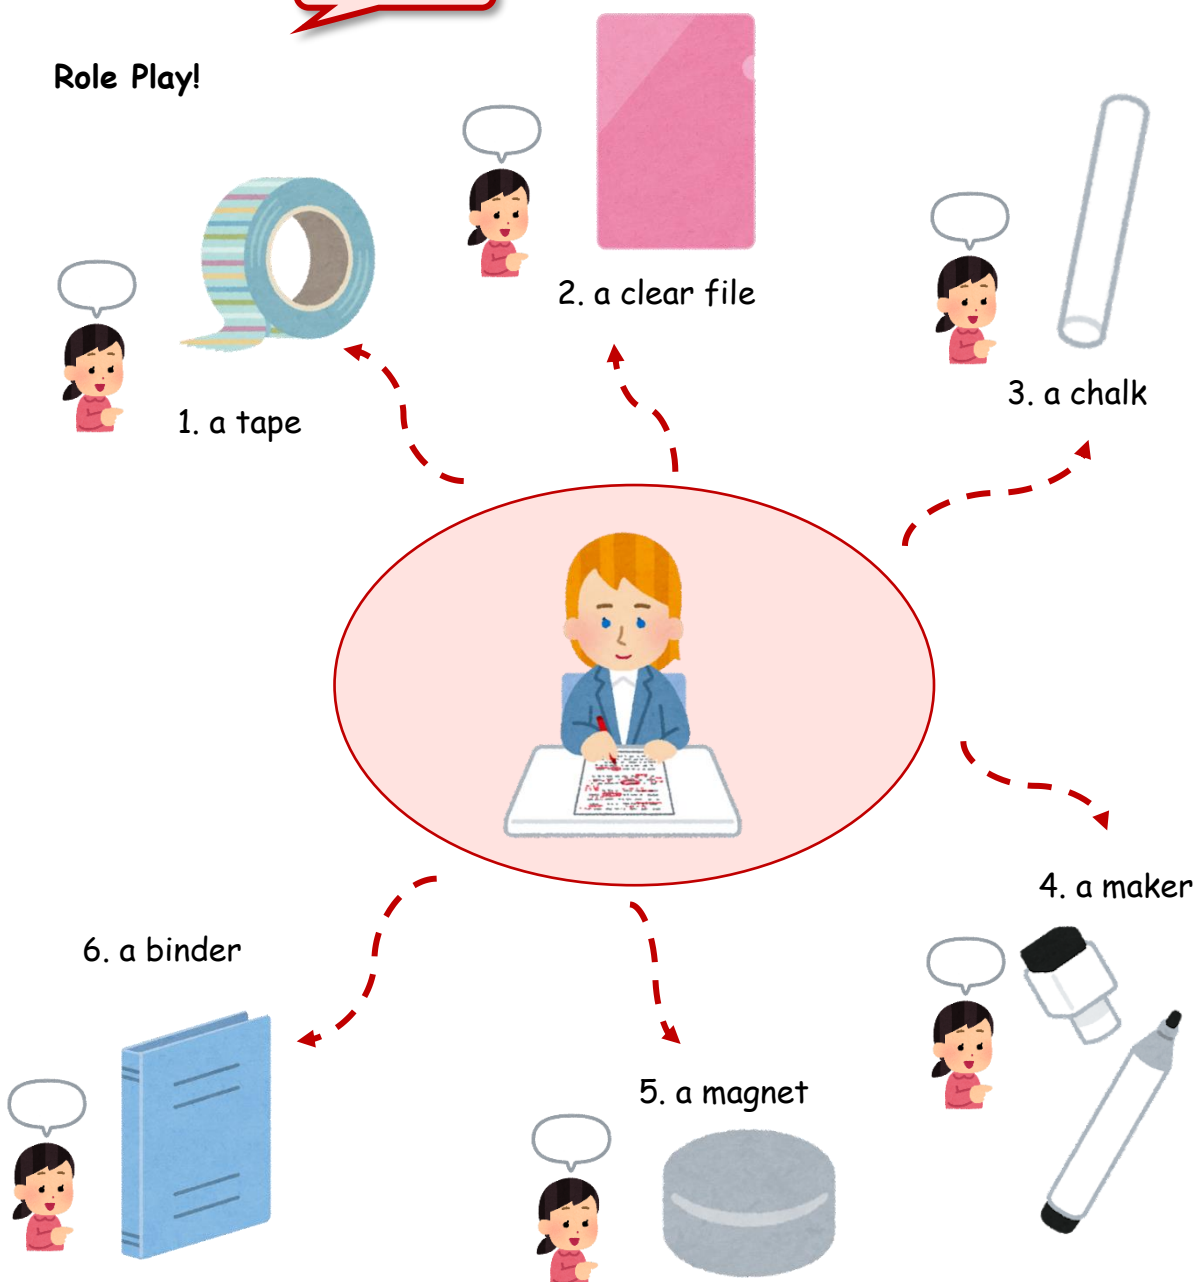 Role Play!
1. a tape
2. a clear file
3. a chalk
4. a maker
5. a magnet
6. a binder